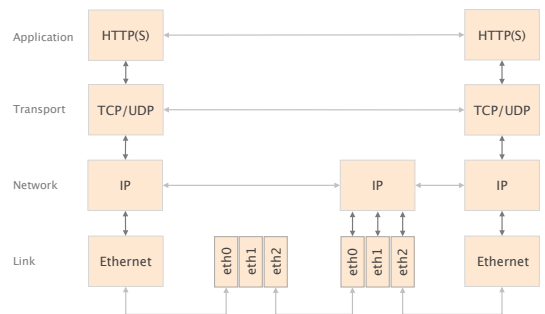 Application HTTP(S) HTTP(S)
Transport TCP/UDP TCP/UDP
Network IP IP IP
Link Ethernet eth0 eth1 eth2 eth0 eth1 eth2 Ethernet